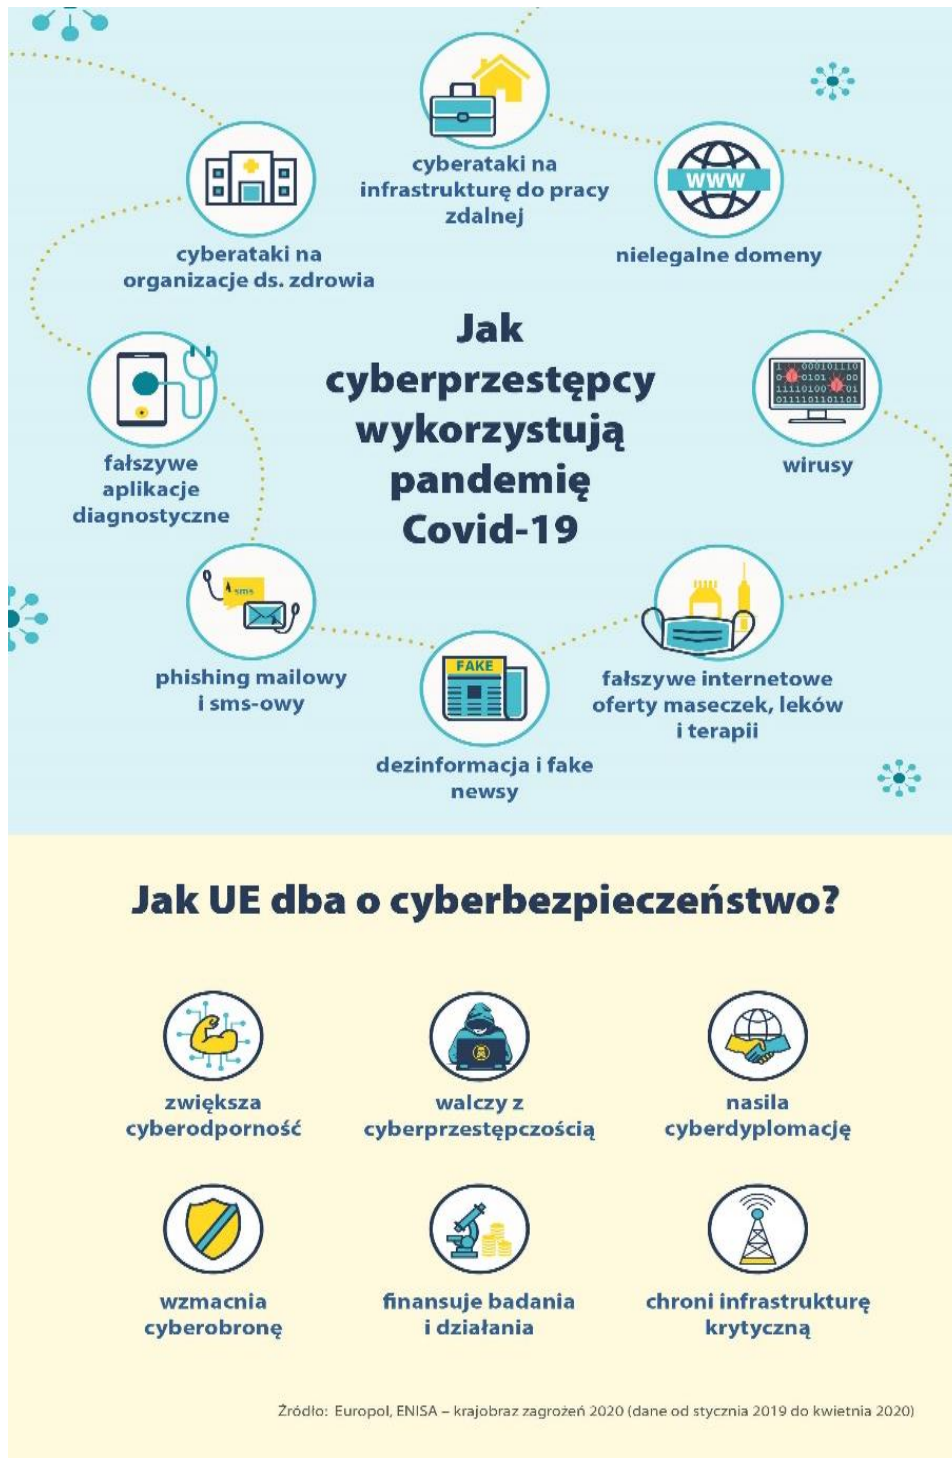 cyberataki na
infrastrukturę do pracy
zdalnej
WWW
nielegalne domeny
cyberataki na
organizacje ds. zdrowia
Jak
cyberprzestępcy
wykorzystują
pandemię
Covid-19
fałszywe
aplikacje
diagnostyczne
wirusy
sms
phishing mailowy
i sms-owy
FAKE
dezinformacja i fake
newsy
fałszywe internetowe
oferty maseczek, leków
i terapii
Jak UE dba o cyberbezpieczeństwo?
zwiększa
cyberodporność
walczy z
cyberprzestępczością
nasila
cyberdyplomację
wzmacnia
cyberobronę
finansuje badania
i działania
chroni infrastrukturę
krytyczną
Źródło: Europol, ENISA – krajobraz zagrożeń 2020 (dane od stycznia 2019 do kwietnia 2020)